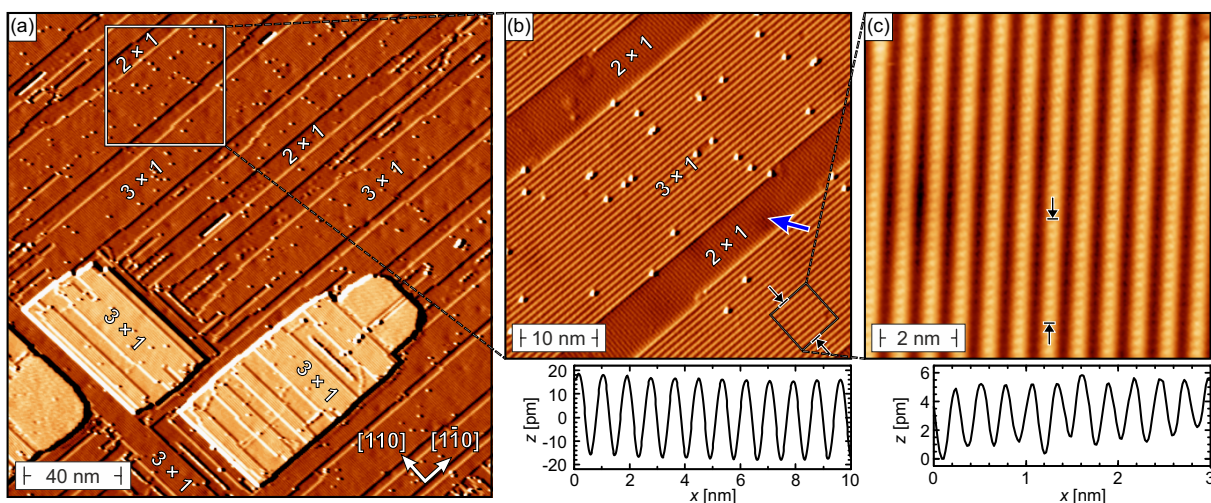 (a)
2 × 1
2 × 1
3 × 1
3 × 1
3 × 1
3 × 1
3 × 1
[110]
[11̄0]
40 nm
(b)
2 × 1
3 × 1
2 × 1
10 nm
z [pm]
20
10
0
-10
-20
0 2 4 6 8 10
x [nm]
(c)
2 nm
z [pm]
6
4
2
0
0 1 2 3
x [nm]